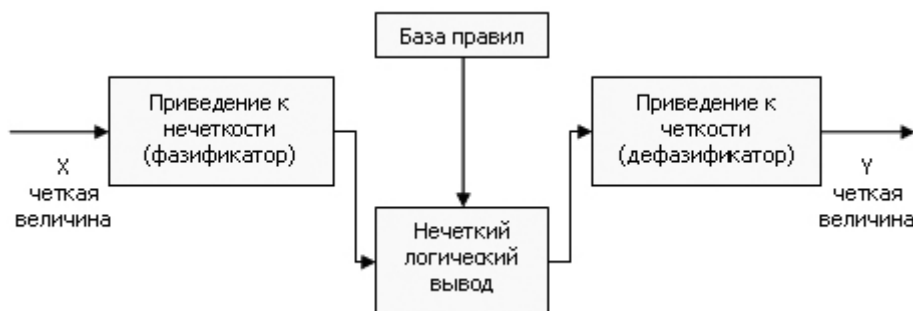 База правил
Приведение к
нечеткости
(фазификатор)
Приведение к
четкости
(дефазификатор)
X
четкая
величина
Y
четкая
величина
Нечеткий
логический
вывод